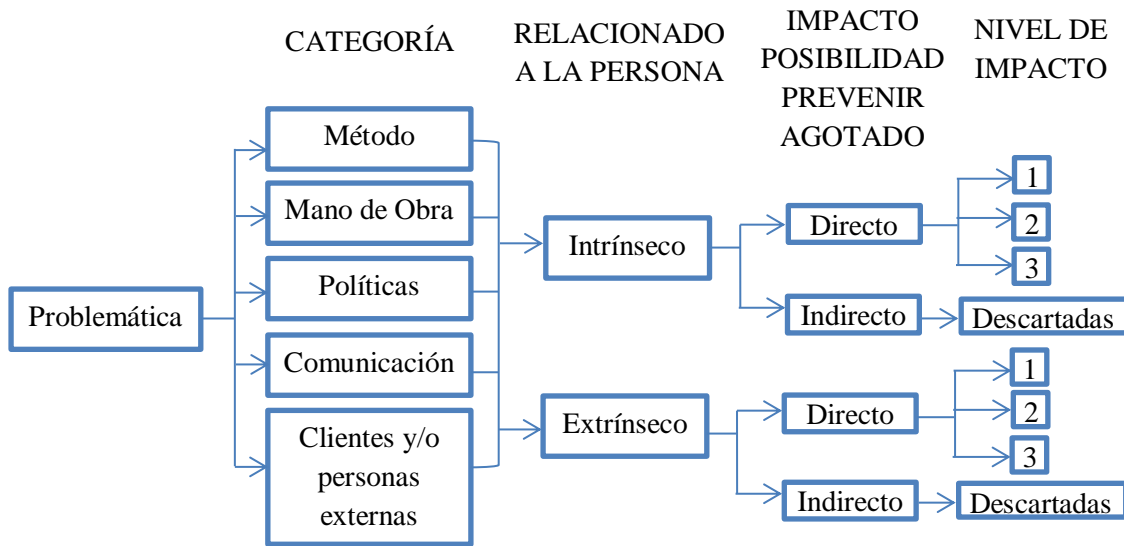 CATEGORÍA
RELACIONADO
A LA PERSONA
IMPACTO
POSIBILIDAD
PREVENIR
AGOTADO
NIVEL DE
IMPACTO
Problemática
Método
Mano de Obra
Políticas
Comunicación
Clientes y/o
personas
externas
Intrínseco
Extrínseco
Directo
Indirecto
Directo
Indirecto
1
2
3
Descartadas
1
2
3
Descartadas